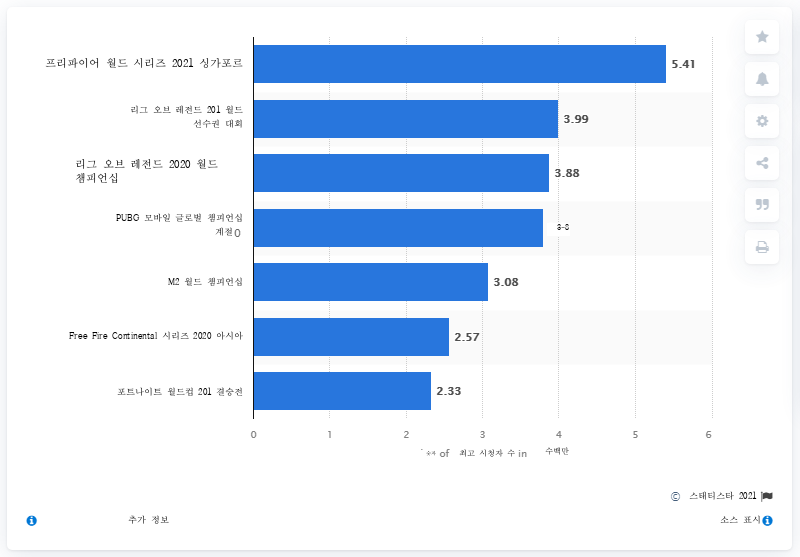 프리파이어 월드 시리즈 2021 싱가포르
5.41
리그 오브 레전드 201 월드
선수권 대회
3.99
리그 오브 레전드 2020 월드
챔피언십
3.88
PUBG 모바일 글로벌 챔피언십
계절0
3-8
M2 월드 챔피언십
3.08
Free Fire Continental 시리즈 2020 아시아
2.57
포트나이트 월드컵 201 결승전
2.33
0 1 2 3 4 5 6
of 최고 시청자 수 in 수백만
© 스태티스타 2021
추가 정보
소스 표시